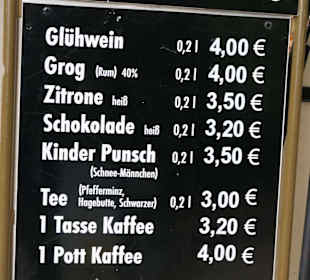 Glühwein 0,2 l 4,00 €
Grog (Rum) 40% 0,2 l 4,00 €
Zitrone heiß 0,2 l 3,50 €
Schokolade heiß 0,2 l 3,20 €
Kinder Punsch 0,2 l 3,50 €
(Schnee-Männchen)
Tee (Pfefferminz, Hagebutte, Schwarzer) 0,2 l 3,00 €
1 Tasse Kaffee 3,20 €
1 Pott Kaffee 4,00 €